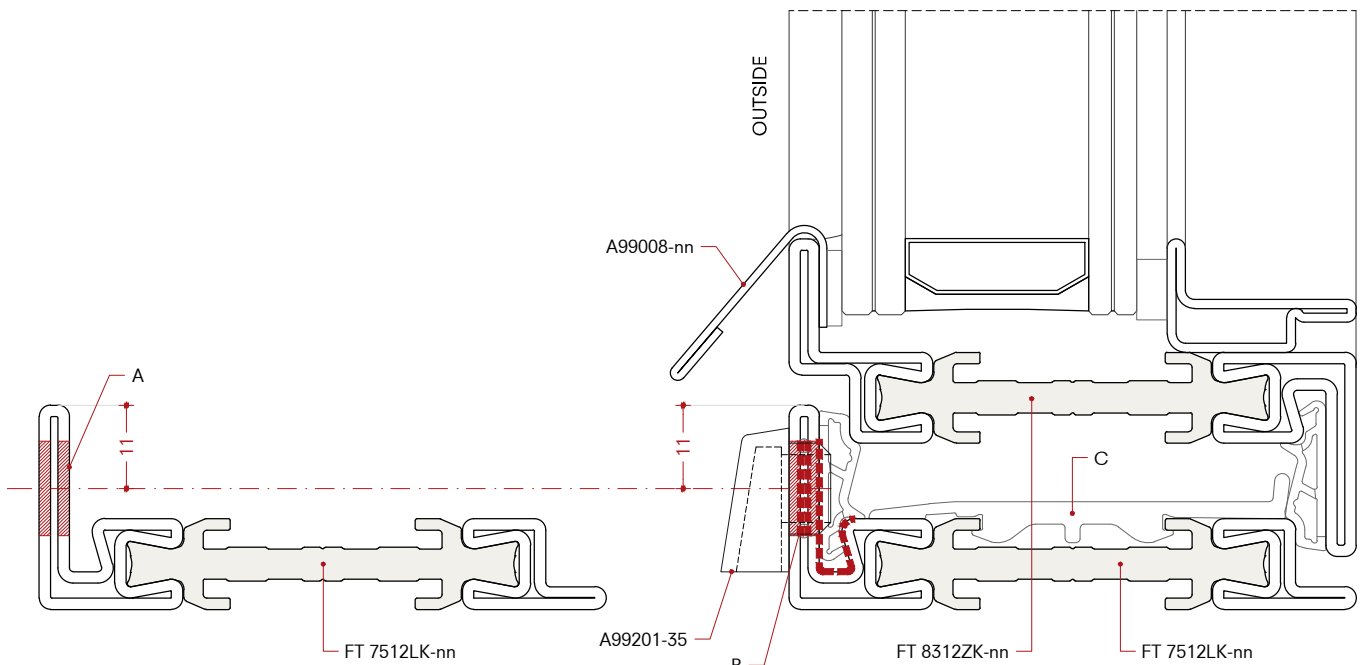 OUTSIDE
A99008-nn
A
11
11
C
A99201-35
FT 7512LK-nn
FT 8312ZK-nn
FT 7512LK-nn